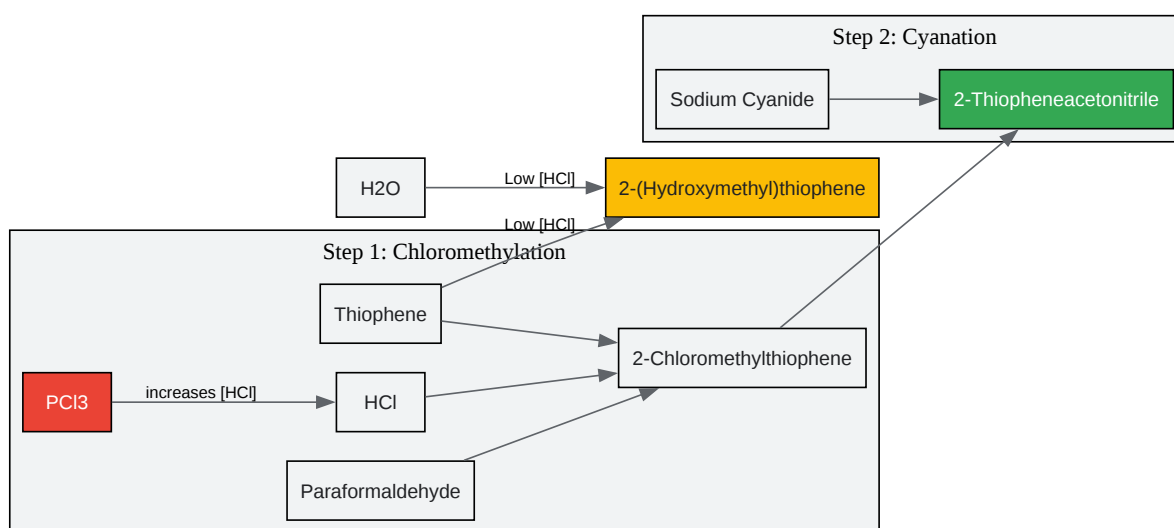 Step 2: Cyanation
Sodium Cyanide
2-Thiopheneacetonitrile
H2O
Low [HCl]
2-(Hydroxymethyl)thiophene
Low [HCl]
Step 1: Chloromethylation
Thiophene
2-Chloromethylthiophene
PCl3
increases [HCl]
HCl
Paraformaldehyde